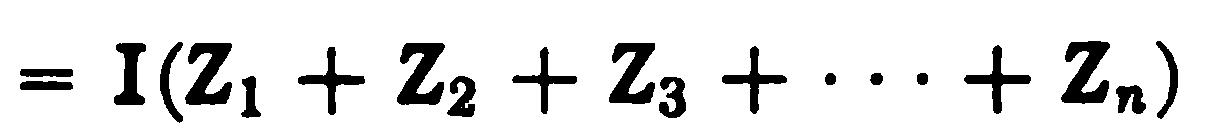 = I(Z₁ + Z₂ + Z₃ + · · · + Zₙ)